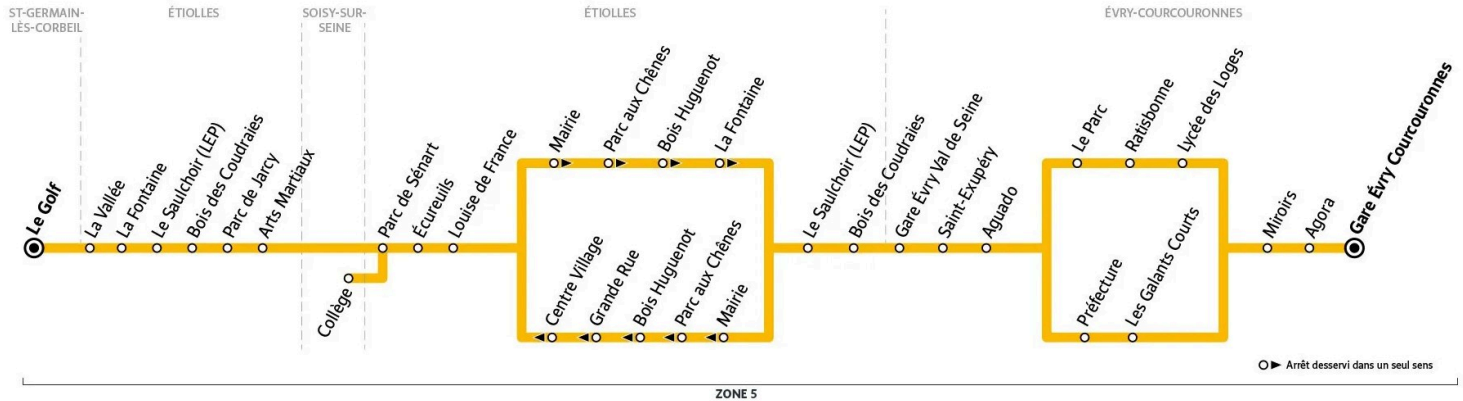 ST-GERMAIN-
LÈS-CORBEIL
ÉTIOLLES
SOISY-SUR-
SEINE
ÉTIOLLES
ÉVRY-COURCOURONNES
Le Golf
La Vallée
La Fontaine
Le Saulchoir (LEP)
Bois des Coudraies
Parc de Jarcy
Arts Martiaux
Collège
Parc de Sénart
Écureuils
Louise de France
Mairie
Parc aux Chênes
Bois Huguenot
La Fontaine
Centre Village
Grande Rue
Bois Huguenot
Parc aux Chênes
Mairie
Le Saulchoir (LEP)
Bois des Coudraies
Gare Évry Val de Seine
Saint-Exupéry
Aguado
Le Parc
Ratisbonne
Lycée des Loges
Préfecture
Les Galants Courts
Miroirs
Agora
Gare Évry Courcouronnes
Arrêt desservi dans un seul sens
ZONE 5